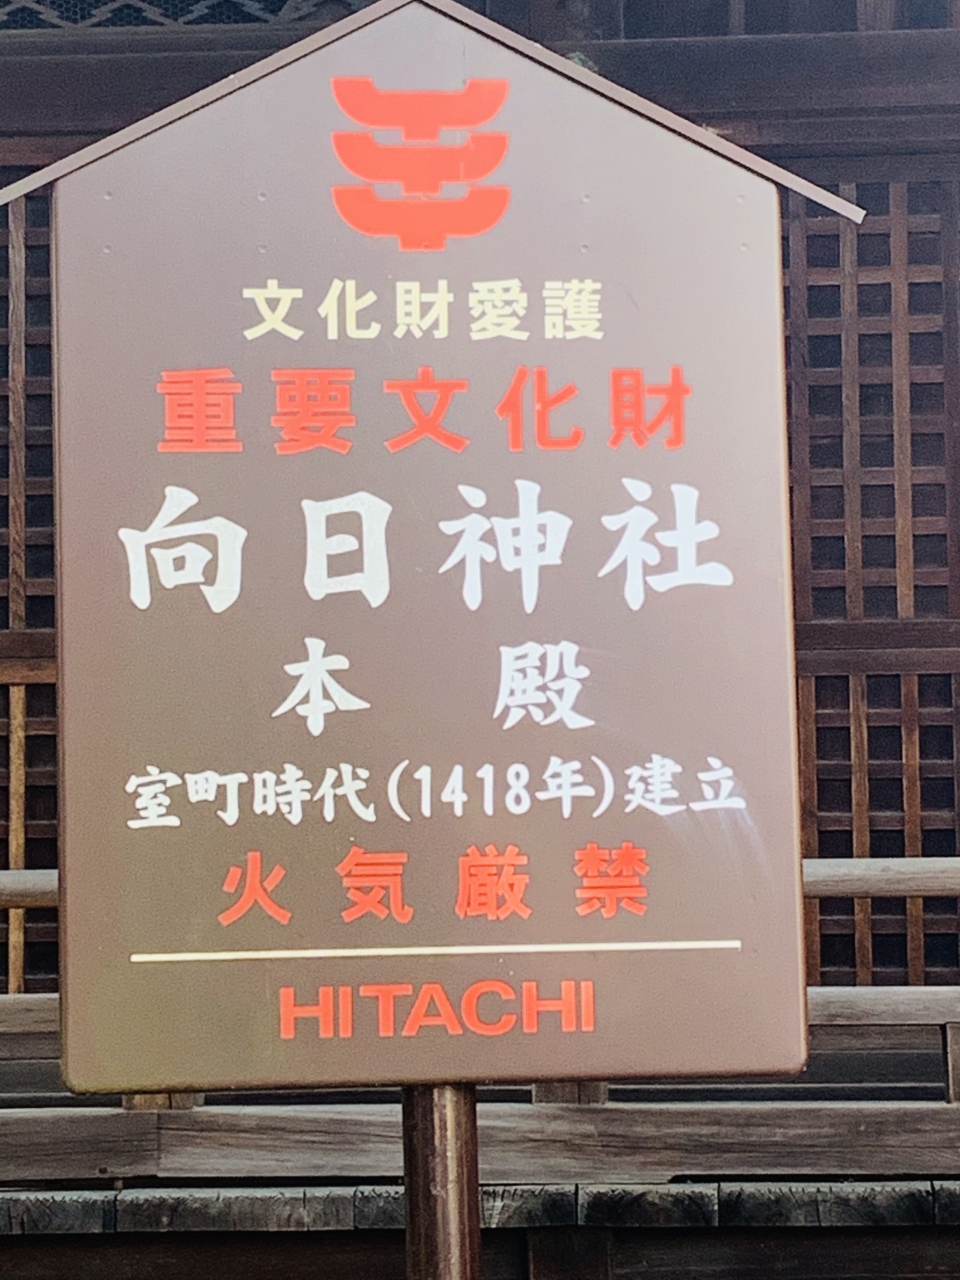 文化財愛護
重要文化財
向日神社
本殿
室町時代(1418年)建立
火気厳禁
HITACHI